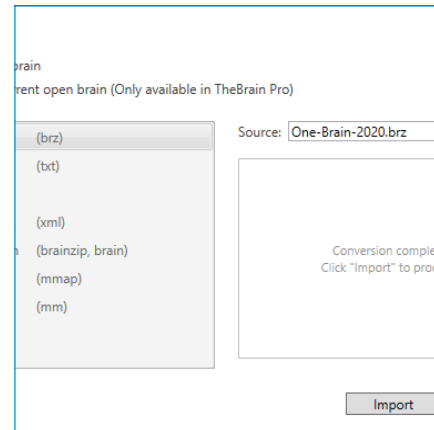 brain
rrent open brain (Only available in TheBrain Pro)
(brz)
Source: One-Brain-2020.brz
(txt)
(xml)
(brainzip, brain)
(mmap)
(mm)
Conversion comple
Click "Import" to pro
Import